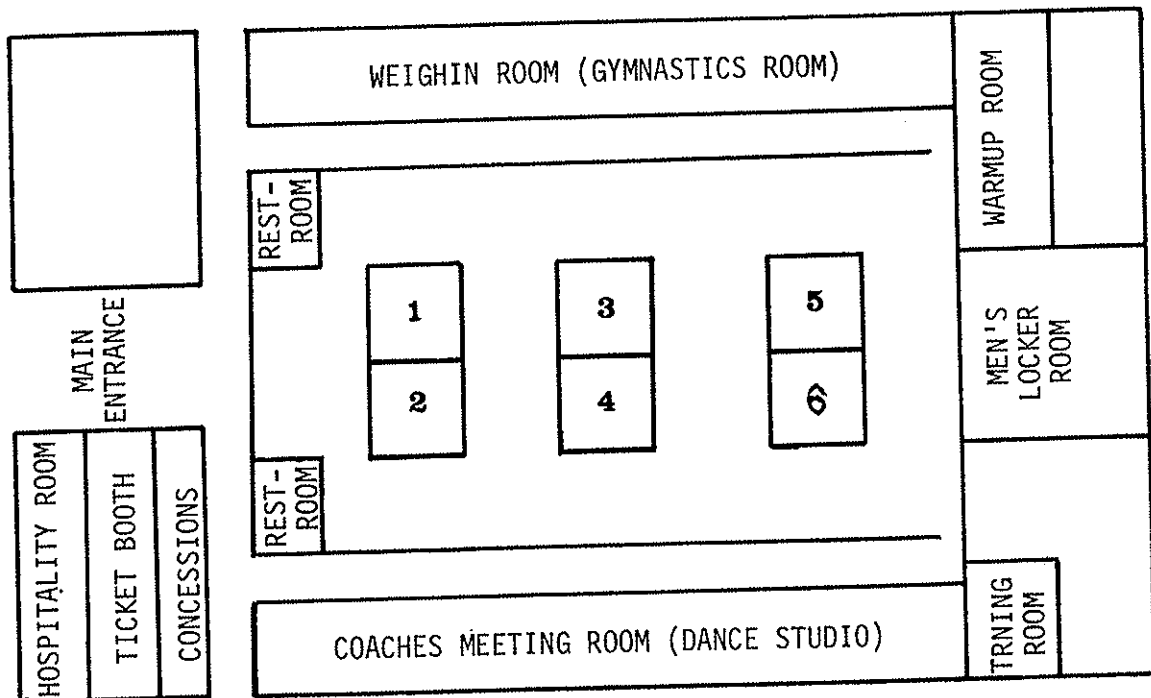 WEIGHIN ROOM (GYMNASTICS ROOM)
WARMUP ROOM
REST-
ROOM
1
3
5
MAIN
ENTRANCE
2
4
6
MEN'S
LOCKER
ROOM
HOSPITALITY ROOM
TICKET BOOTH
CONCESSIONS
REST-
ROOM
COACHES MEETING ROOM (DANCE STUDIO)
TRNING
ROOM